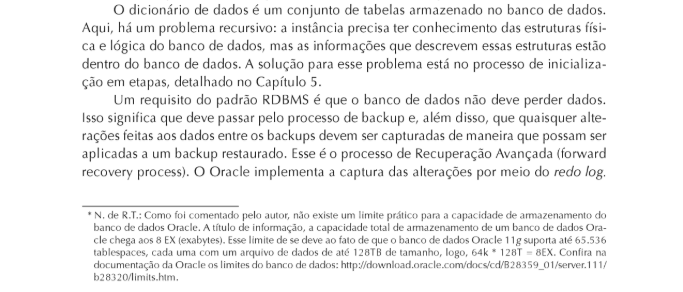 O dicionário de dados é um conjunto de tabelas armazenado no banco de dados.
Aqui, há um problema recursivo: a instância precisa ter conhecimento das estruturas físi-
ca e lógica do banco de dados, mas as informações que descrevem essas estruturas estão
dentro do banco de dados. A solução para esse problema está no processo de inicializa-
ção em etapas, detalhado no Capítulo 5.
Um requisito do padrão RDBMS é que o banco de dados não deve perder dados.
Isso significa que deve passar pelo processo de backup e, além disso, que quaisquer alte-
rações feitas aos dados entre os backups devem ser capturadas de maneira que possam ser
aplicadas a um backup restaurado. Esse é o processo de Recuperação Avançada (forward
recovery process). O Oracle implementa a captura das alterações por meio do redo log.
* N. de R.T.: Como foi comentado pelo autor, não existe um limite prático para a capacidade de armazenamento do
banco de dados Oracle. A título de informação, a capacidade total de armazenamento de um banco de dados Ora-
cle chega aos 8 EX (exabytes). Esse limite de se deve ao fato de que o banco de dados Oracle 11g suporta até 65.536
tablespaces, cada uma com um arquivo de dados de até 128TB de tamanho, logo, 64k * 128T = 8EX. Confira na
documentação da Oracle os limites do banco de dados: http://download.oracle.com/docs/cd/B28359_01/server.111/
b28320/limits.htm.